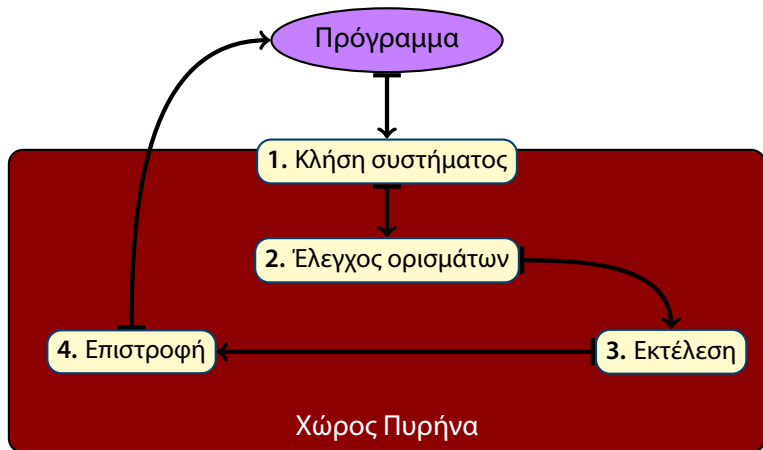 Πρόγραμμα
1. Κλήση συστήματος
2. Έλεγχος ορισμάτων
3. Εκτέλεση
4. Επιστροφή
Χώρος Πυρήνα